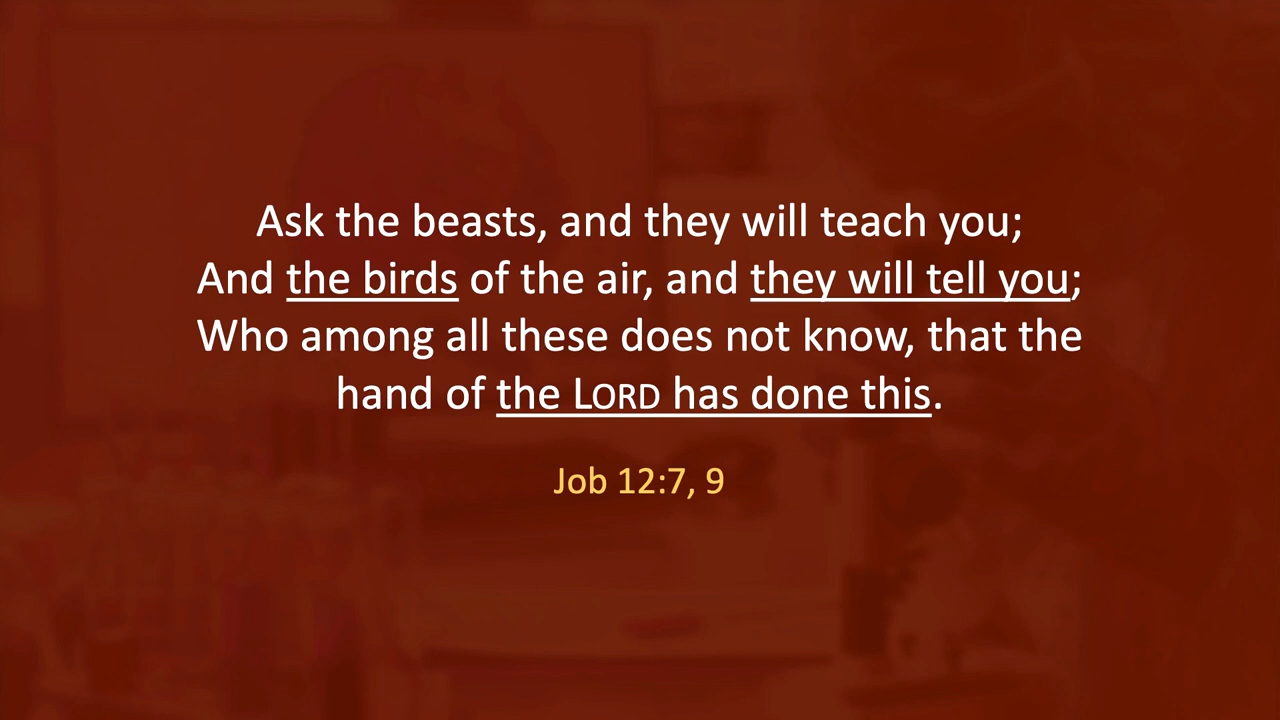 Ask the beasts, and they will teach you;
And the birds of the air, and they will tell you;
Who among all these does not know, that the
hand of the LORD has done this.
Job 12:7, 9